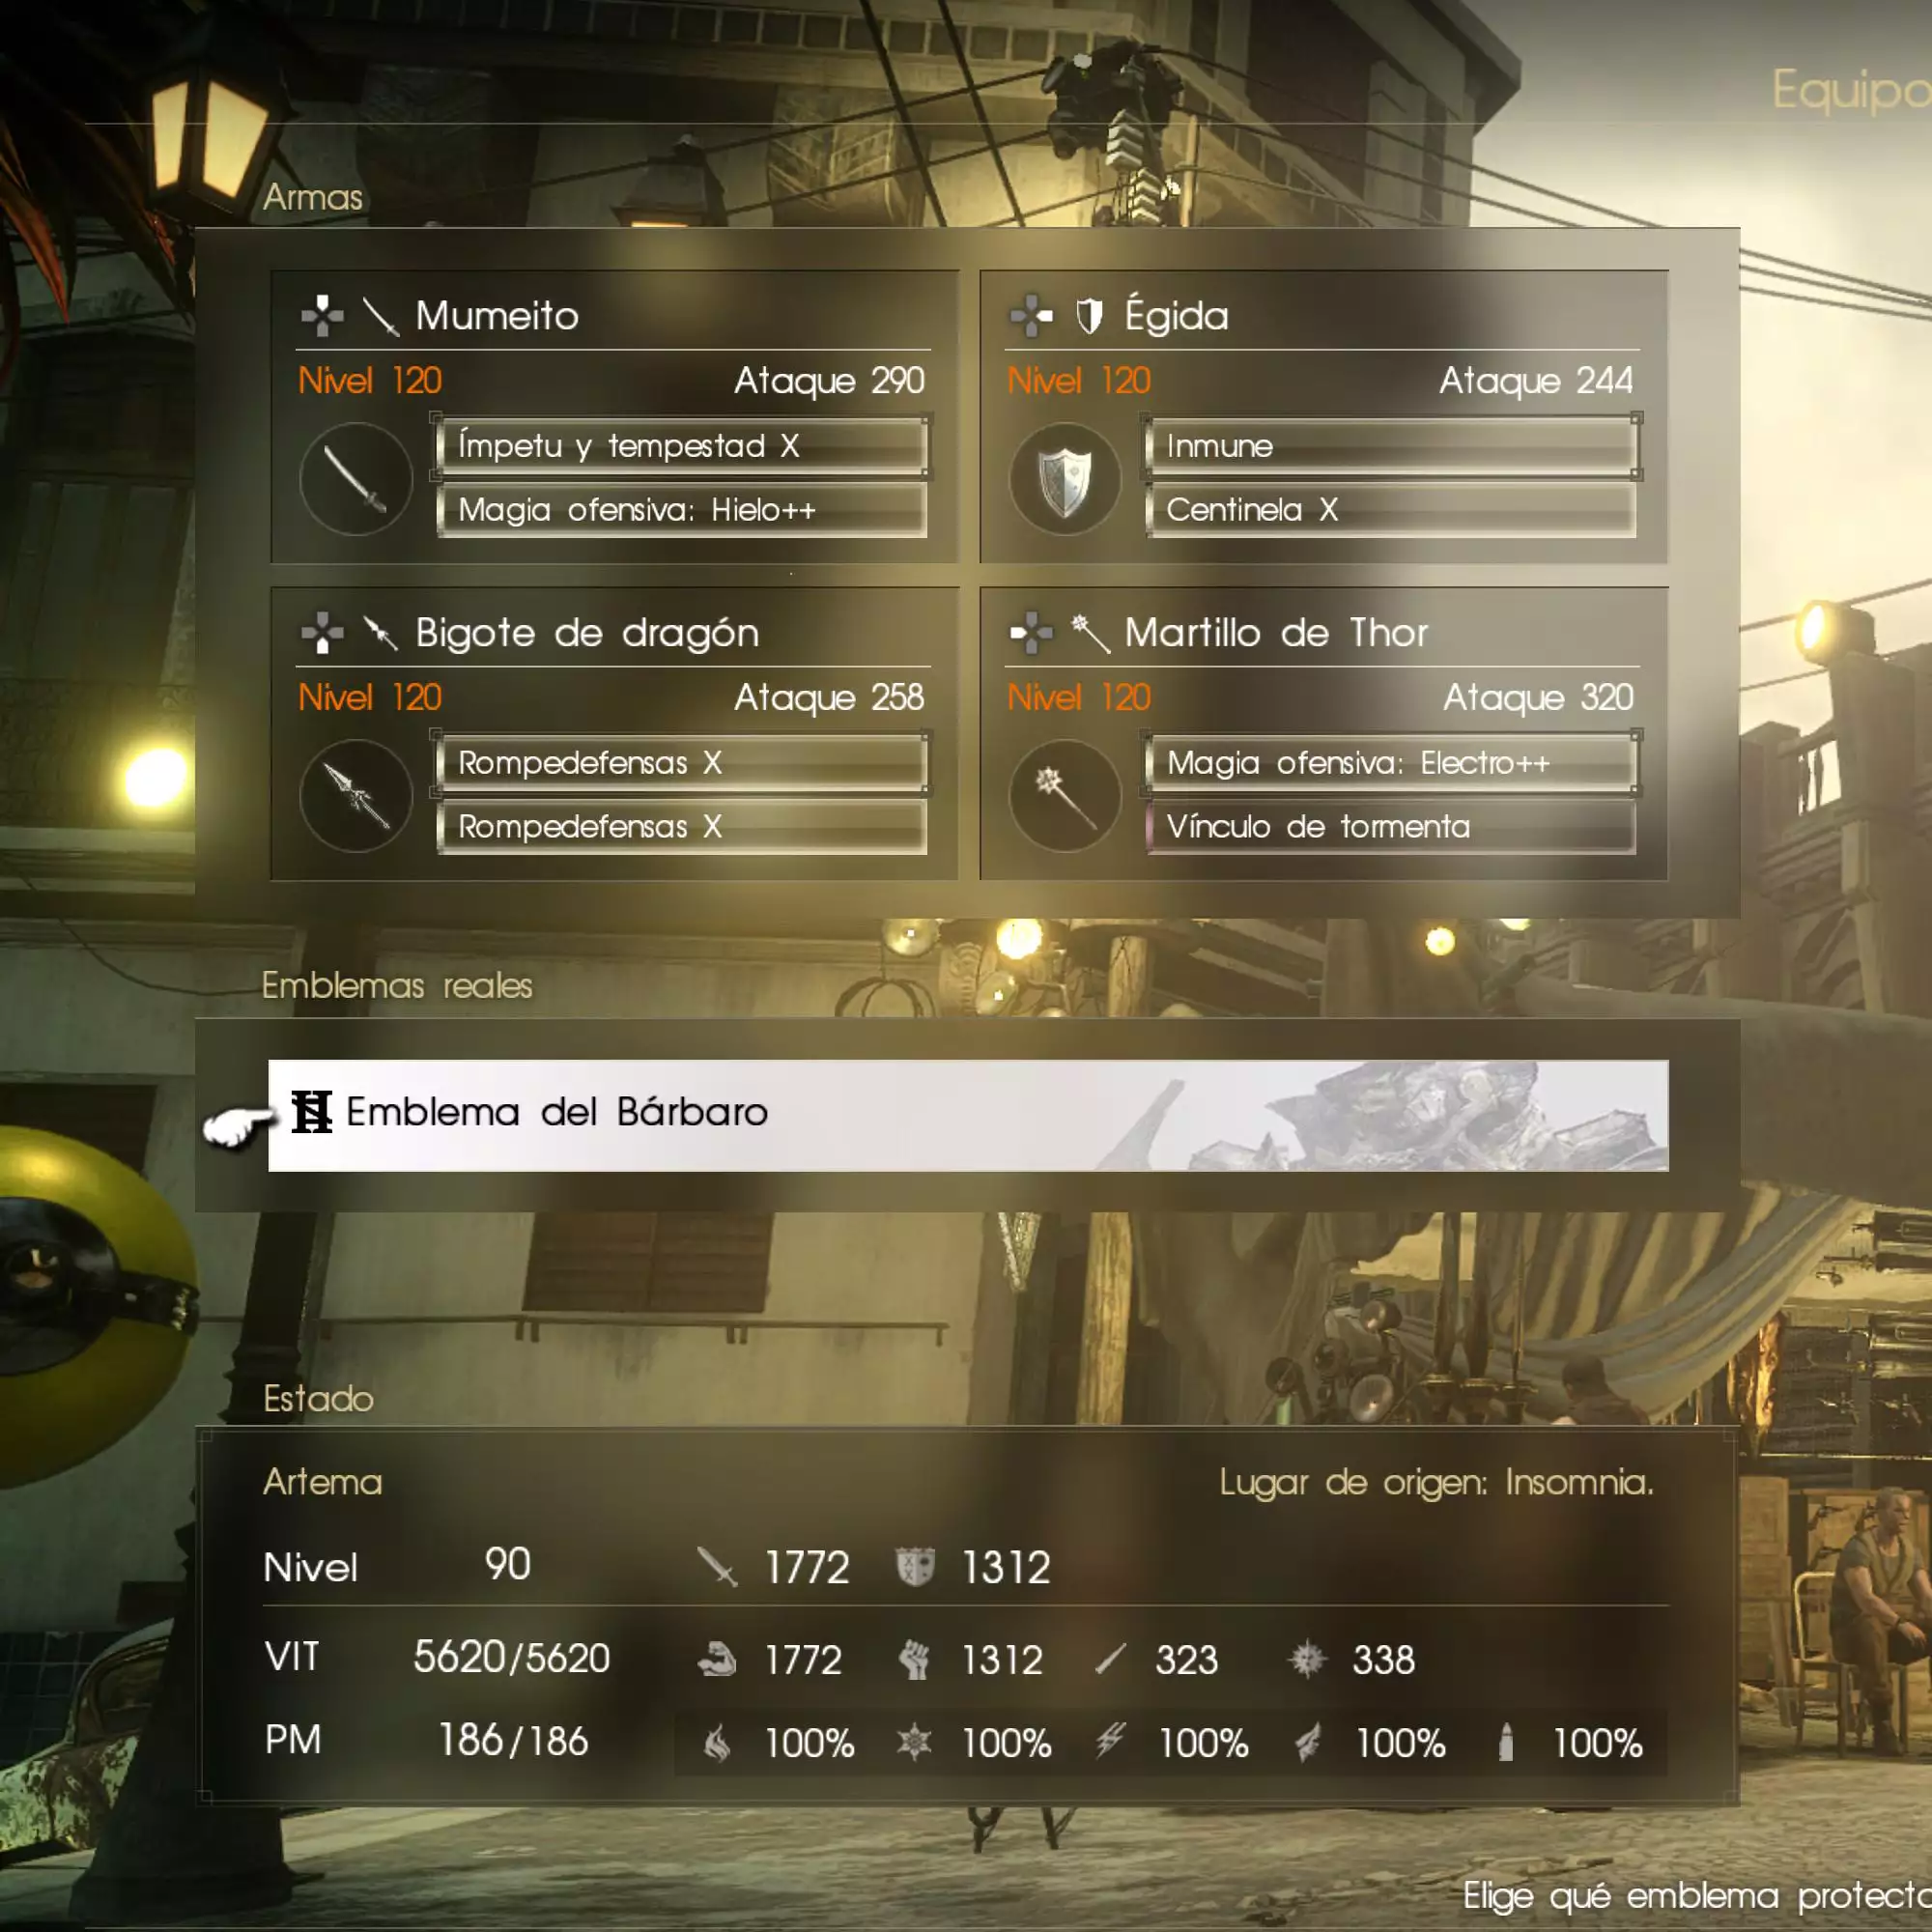 Equipo
Armas
Mumeito
Nivel 120 Ataque 290
Ímpetu y tempestad X
Magia ofensiva: Hielo++
Égida
Nivel 120 Ataque 244
Inmune
Centinela X
Bigote de dragón
Nivel 120 Ataque 258
Rompedefensas X
Rompedefensas X
Martillo de Thor
Nivel 120 Ataque 320
Magia ofensiva: Electro++
Vínculo de tormenta
Emblemas reales
Emblema del Bárbaro
Estado
Artema Lugar de origen: Insomnia.
Nivel 90 1772 1312
VIT 5620/5620 1772 1312 323 338
PM 186/186 100% 100% 100% 100% 100%
Elige qué emblema protecto